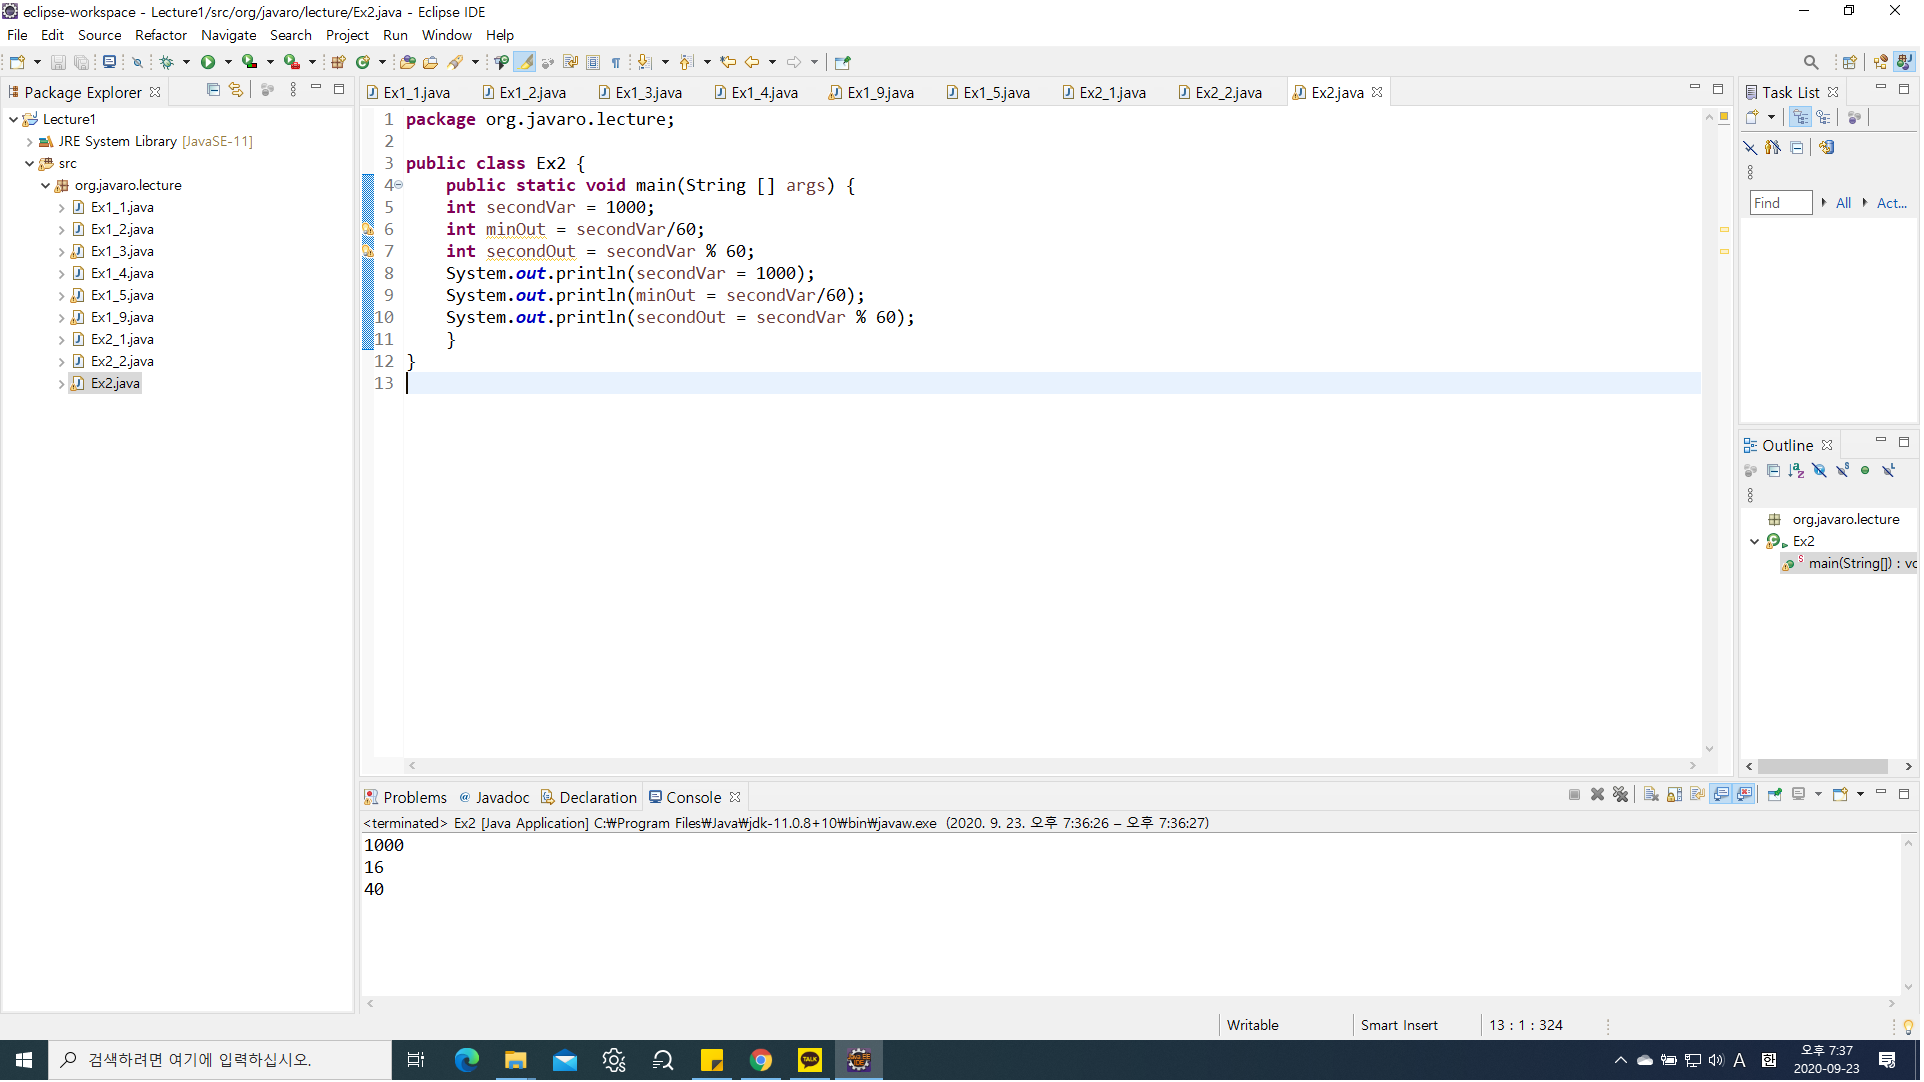 eclipse-workspace - Lecture1/src/org/javaro/lecture/Ex2.java - Eclipse IDE
File Edit Source Refactor Navigate Search Project Run Window Help
Package Explorer
Lecture1
JRE System Library [JavaSE-11]
src
org.javaro.lecture
Ex1_1.java
Ex1_2.java
Ex1_3.java
Ex1_4.java
Ex1_5.java
Ex1_9.java
Ex2_1.java
Ex2_2.java
Ex2.java
Ex1_1.java Ex1_2.java Ex1_3.java Ex1_4.java Ex1_9.java Ex1_5.java Ex2_1.java Ex2_2.java Ex2.java
1 package org.javaro.lecture;
2
3 public class Ex2 {
4 public static void main(String [] args) {
5 int secondVar = 1000;
6 int minOut = secondVar/60;
7 int secondOut = secondVar % 60;
8 System.out.println(secondVar = 1000);
9 System.out.println(minOut = secondVar/60);
10 System.out.println(secondOut = secondVar % 60);
11 }
12 }
13
Task List
Find All Act...
Outline
org.javaro.lecture
Ex2
main(String[]) : vo
Problems @ Javadoc Declaration Console
<terminated> Ex2 [Java Application] C:₩Program Files₩Java₩jdk-11.0.8+10₩bin₩javaw.exe (2020. 9. 23. 오후 7:36:26 – 오후 7:36:27)
1000
16
40
Writable Smart Insert 13 : 1 : 324
검색하려면 여기에 입력하십시오.
TALK
A 한 오후 7:37
2020-09-23